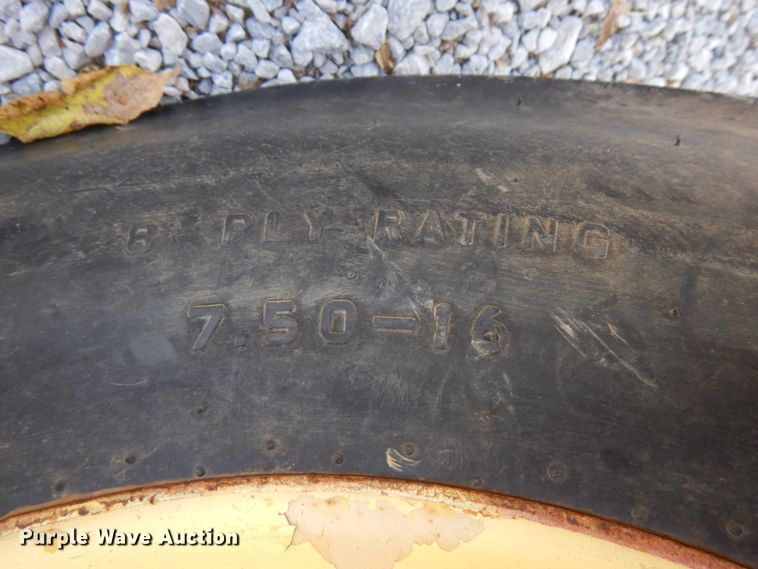 8 PLY RATING
7.50-16
Purple Wave Auction